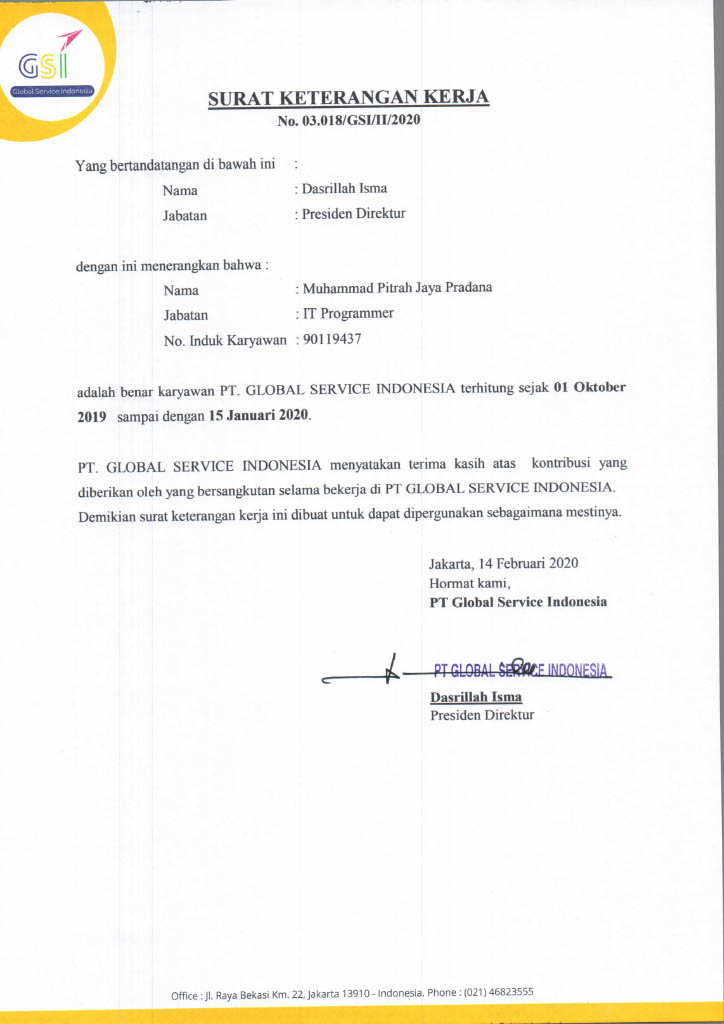 GSI
Global Service Indonesia
SURAT KETERANGAN KERJA
No. 03.018/GSI/II/2020
Yang bertandatangan di bawah ini :
Nama : Dasrillah Isma
Jabatan : Presiden Direktur
dengan ini menerangkan bahwa :
Nama : Muhammad Pitrah Jaya Pradana
Jabatan : IT Programmer
No. Induk Karyawan : 90119437
adalah benar karyawan PT. GLOBAL SERVICE INDONESIA terhitung sejak 01 Oktober
2019 sampai dengan 15 Januari 2020.
PT. GLOBAL SERVICE INDONESIA menyatakan terima kasih atas kontribusi yang
diberikan oleh yang bersangkutan selama bekerja di PT GLOBAL SERVICE INDONESIA.
Demikian surat keterangan kerja ini dibuat untuk dapat dipergunakan sebagaimana mestinya.
Jakarta, 14 Februari 2020
Hormat kami,
PT Global Service Indonesia
PT GLOBAL SERVICE INDONESIA
Dasrillah Isma
Presiden Direktur
Office : Jl. Raya Bekasi Km. 22, Jakarta 13910 - Indonesia. Phone : (021) 46823555